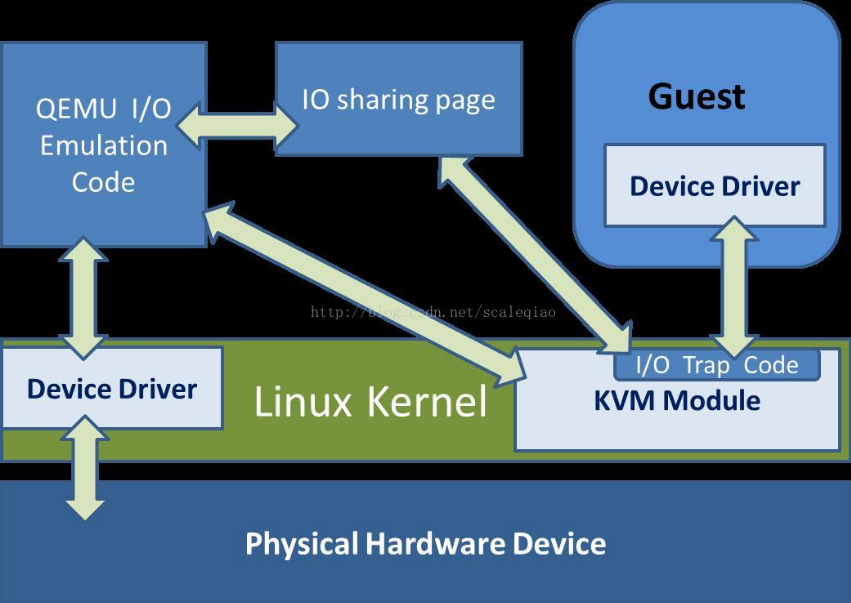 QEMU I/O
Emulation
Code
IO sharing page
Guest
Device Driver
http://blog.csdn.net/scaleqiao
Device Driver
Linux Kernel
I/O Trap Code
KVM Module
Physical Hardware Device